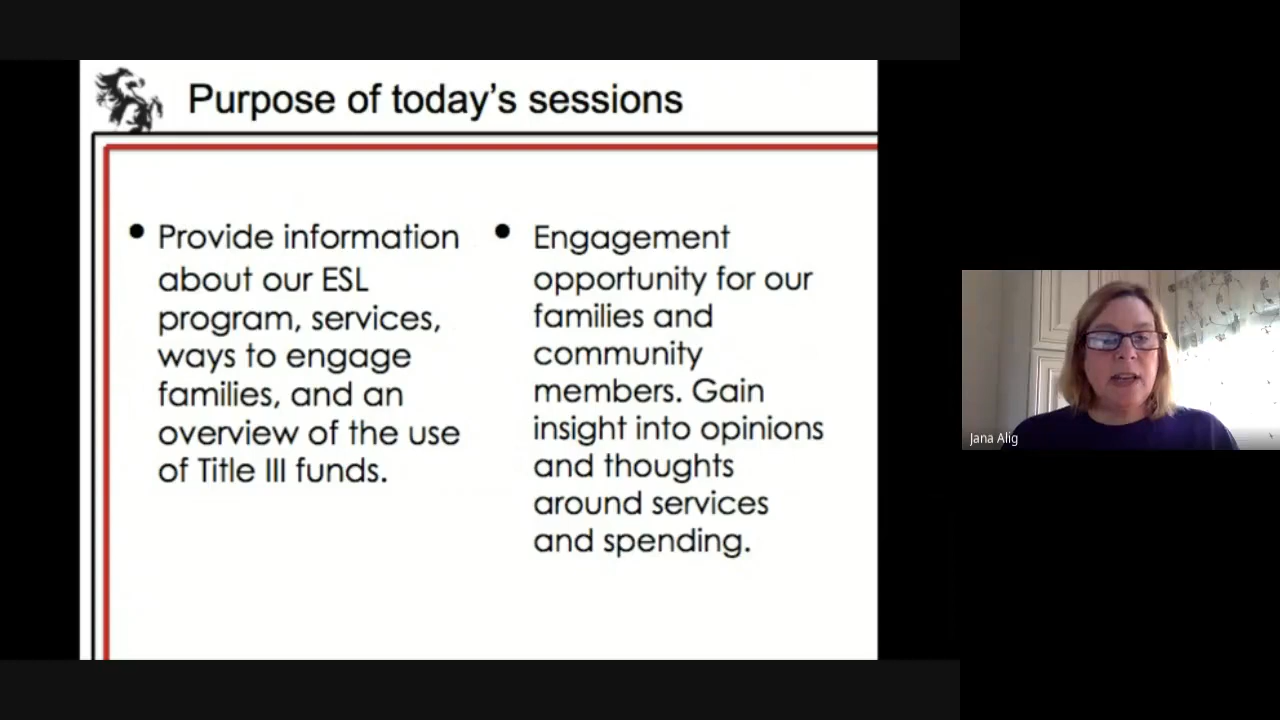 Purpose of today's sessions
• Provide information
about our ESL
program, services,
ways to engage
families, and an
overview of the use
of Title III funds.
• Engagement
opportunity for our
families and
community
members. Gain
insight into opinions
and thoughts
around services
and spending.
Jana Alig